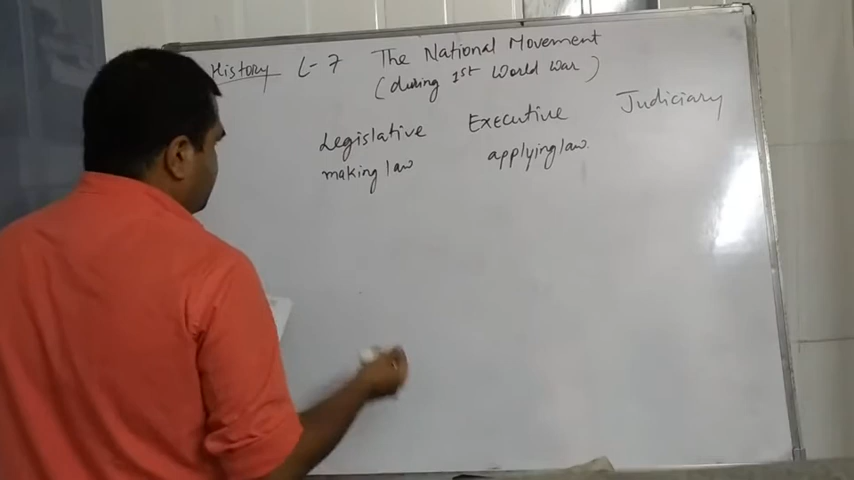 History L-7 The National Movement
(during 1st World War)
Legislative Executive Judiciary
making law applying law.